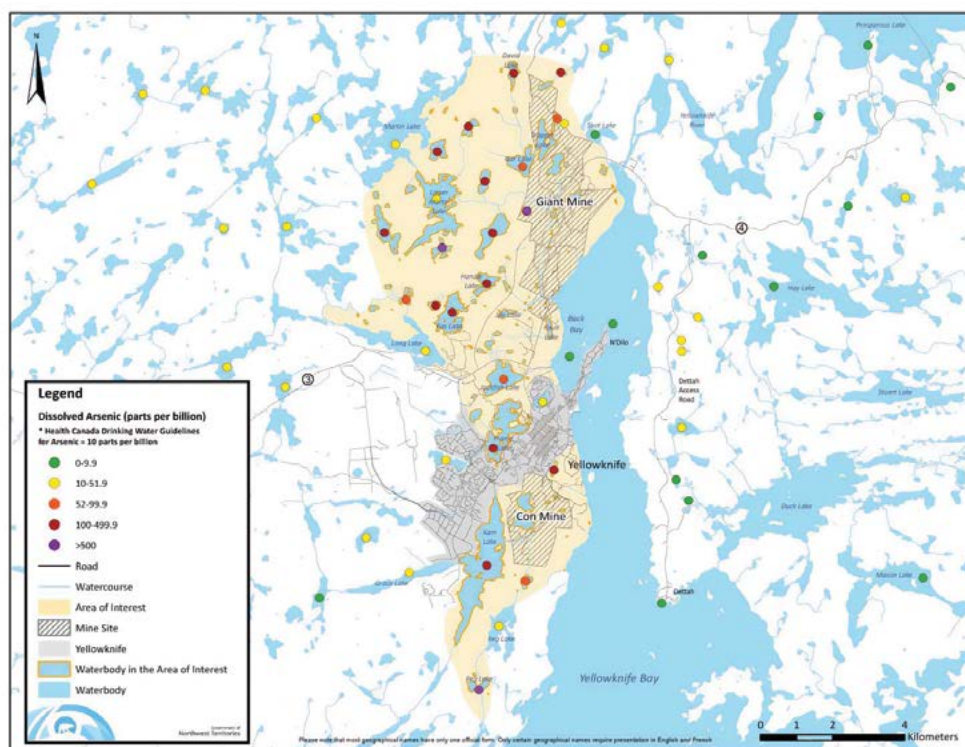 N
Prosperous Lake
David Lake
Martin Lake
Yellowknife River
Giant Mine
4
Hay Lake
Back Bay
N'Dilo
Long Lake
3
Dettah
Access
Road
Duck Lake
Yellowknife
Con Mine
Kam
Lake
Grace Lake
Mason Lake
Dettah
Keg Lake
Peg Lake
Yellowknife Bay
Legend
Dissolved Arsenic (parts per billion)
* Health Canada Drinking Water Guidelines
for Arsenic = 10 parts per billion
0-9.9
10-51.9
52-99.9
100-499.9
>500
Road
Watercourse
Area of Interest
Mine Site
Yellowknife
Waterbody in the Area of Interest
Waterbody
Government of
Northwest Territories
Please note that most geographical names have only one official form. Only certain geographical names require presentation in English and French
0 1 2 4
Kilometers